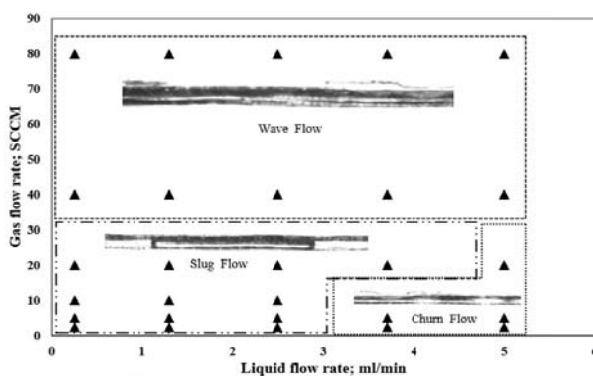 90
80
70
60
50
40
30
20
10
0
Gas flow rate; SCCM
Wave Flow
Slug Flow
Churn Flow
0 1 2 3 4 5 6
Liquid flow rate; ml/min